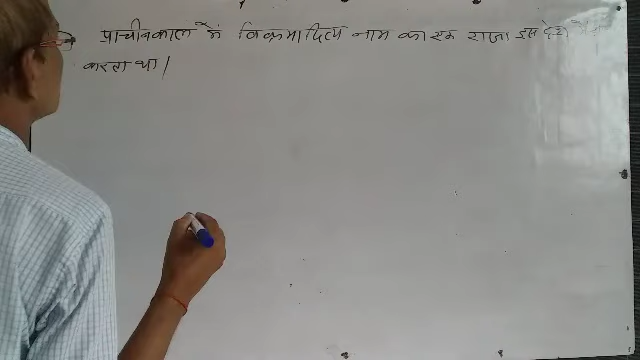 प्राचीनकाल में विक्रमादित्य नाम का एक राजा इस देश में
करता था।